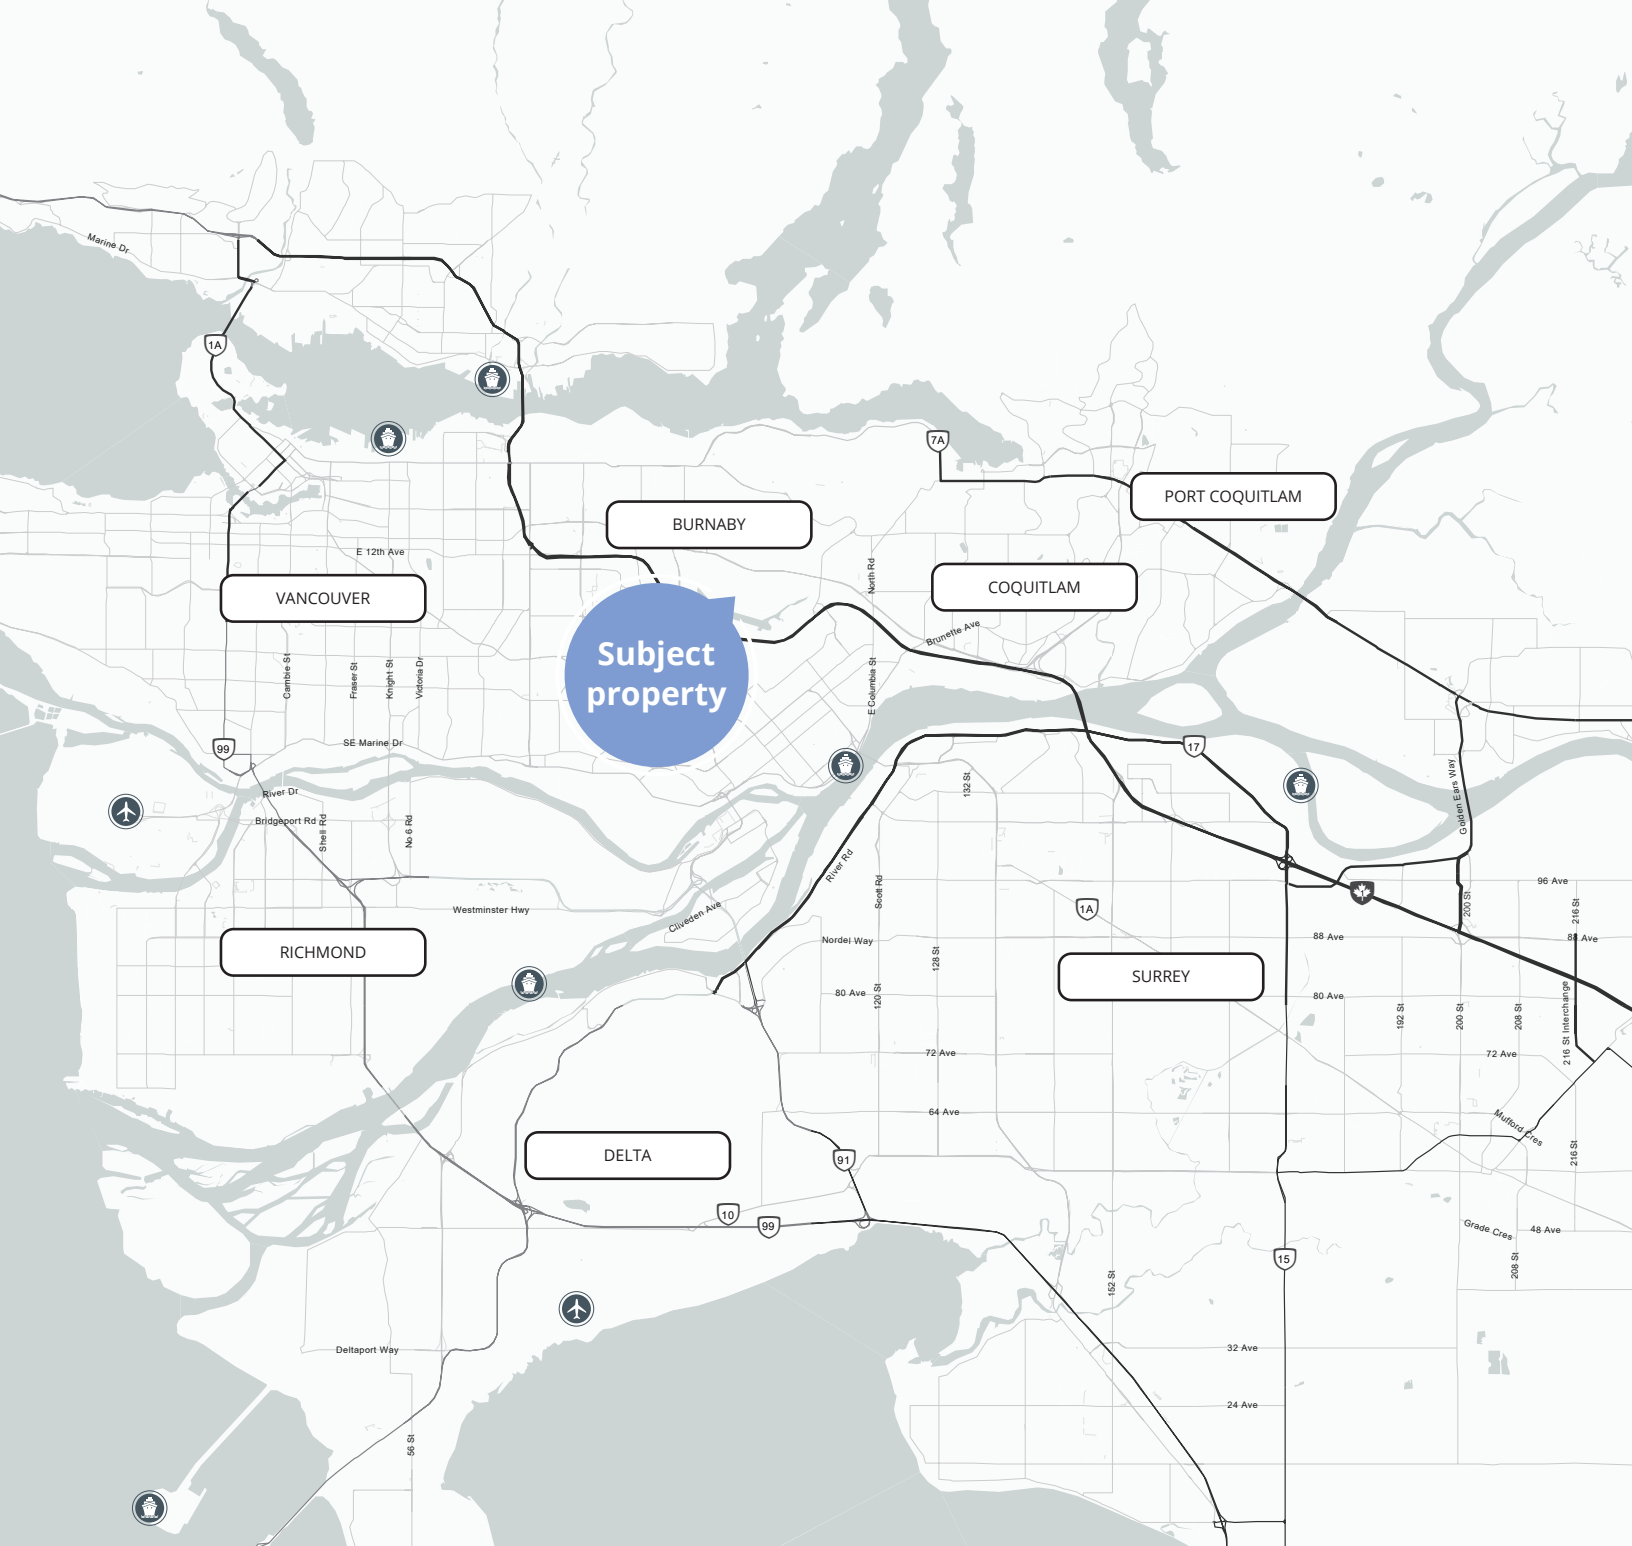 Marine Dr
1A
7A
PORT COQUITLAM
BURNABY
E 12th Ave
North Rd
COQUITLAM
VANCOUVER
Brunette Ave
Subject
property
Cambie St
Fraser St
Knight St
Victoria Dr
E Columbia St
99
SE Marine Dr
17
River Dr
132 St
Golden Ears Way
Bridgeport Rd
Shell Rd
No 6 Rd
River Rd
Scott Rd
96 Ave
1
200 St
216 St
Westminster Hwy
Cliveden Ave
1A
88 Ave
88 Ave
Nordel Way
RICHMOND
128 St
SURREY
80 Ave
120 St
80 Ave
192 St
200 St
208 St
216 St Interchange
72 Ave
72 Ave
64 Ave
Mufford Cres
DELTA
91
216 St
10
99
Grade Cres
48 Ave
15
208 St
152 St
Deltaport Way
32 Ave
24 Ave
56 St